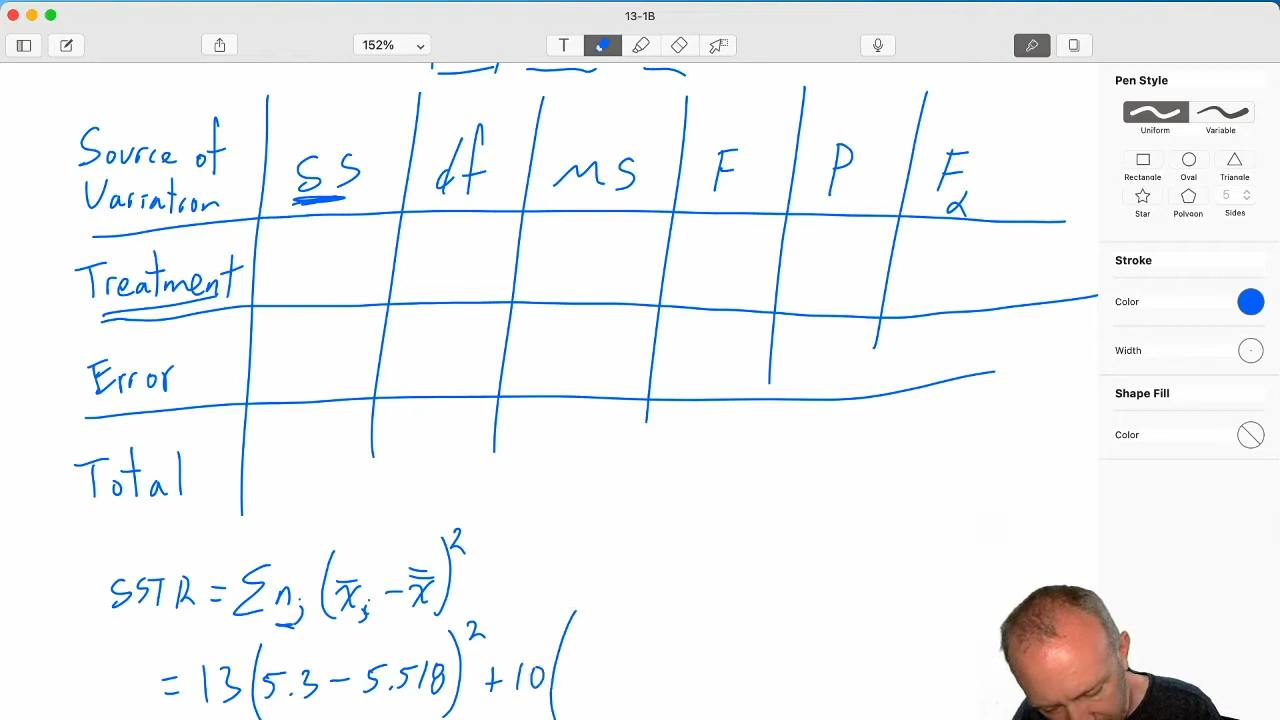 13-1B
152%
T
Pen Style
Uniform
Variable
Rectangle
Oval
Triangle
Star
Polygon
5
Sides
Stroke
Color
Width
Shape Fill
Color
Source of Variation SS df MS F P Fα
Treatment
Error
Total
SSTR = Σ nj (x̄j − x̿)²
= 13(5.3 − 5.518)² + 10(